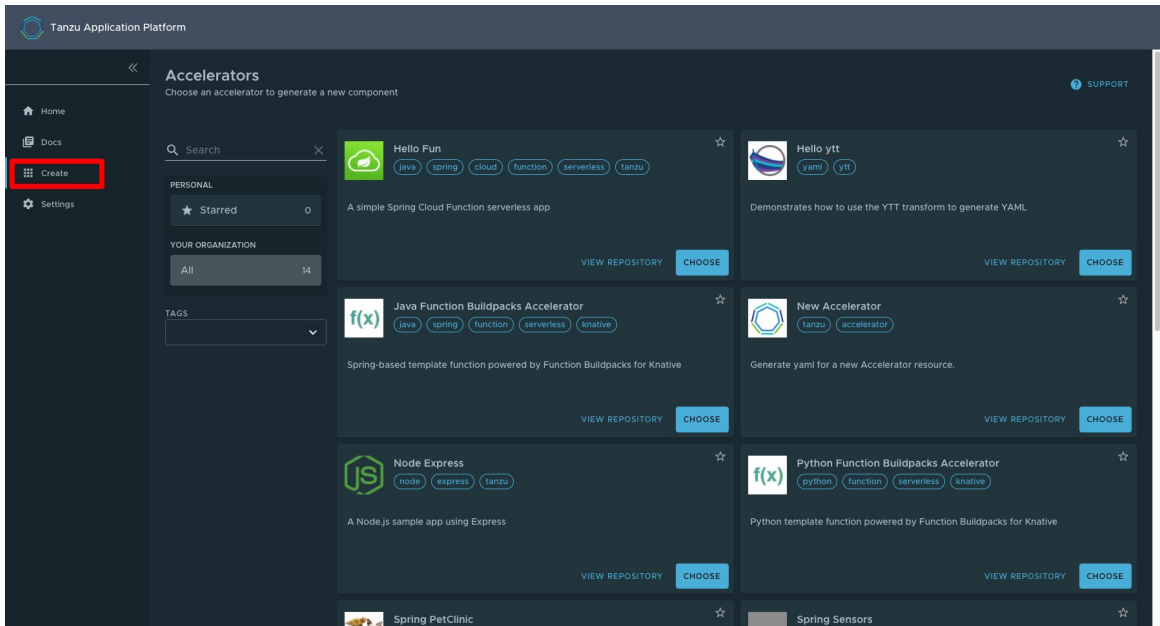 Tanzu Application Platform
Home
Docs
Create
Settings
Accelerators
Choose an accelerator to generate a new component
SUPPORT
Search
PERSONAL
Starred 0
YOUR ORGANIZATION
All 14
TAGS
Hello Fun
java spring cloud function serverless tanzu
A simple Spring Cloud Function serverless app
VIEW REPOSITORY CHOOSE
Hello ytt
yaml ytt
Demonstrates how to use the YTT transform to generate YAML
VIEW REPOSITORY CHOOSE
f(x)
Java Function Buildpacks Accelerator
java spring function serverless knative
Spring-based template function powered by Function Buildpacks for Knative
VIEW REPOSITORY CHOOSE
New Accelerator
tanzu accelerator
Generate yaml for a new Accelerator resource.
VIEW REPOSITORY CHOOSE
JS
Node Express
node express tanzu
A Node.js sample app using Express
VIEW REPOSITORY CHOOSE
f(x)
Python Function Buildpacks Accelerator
python function serverless knative
Python template function powered by Function Buildpacks for Knative
VIEW REPOSITORY CHOOSE
Spring PetClinic
Spring Sensors